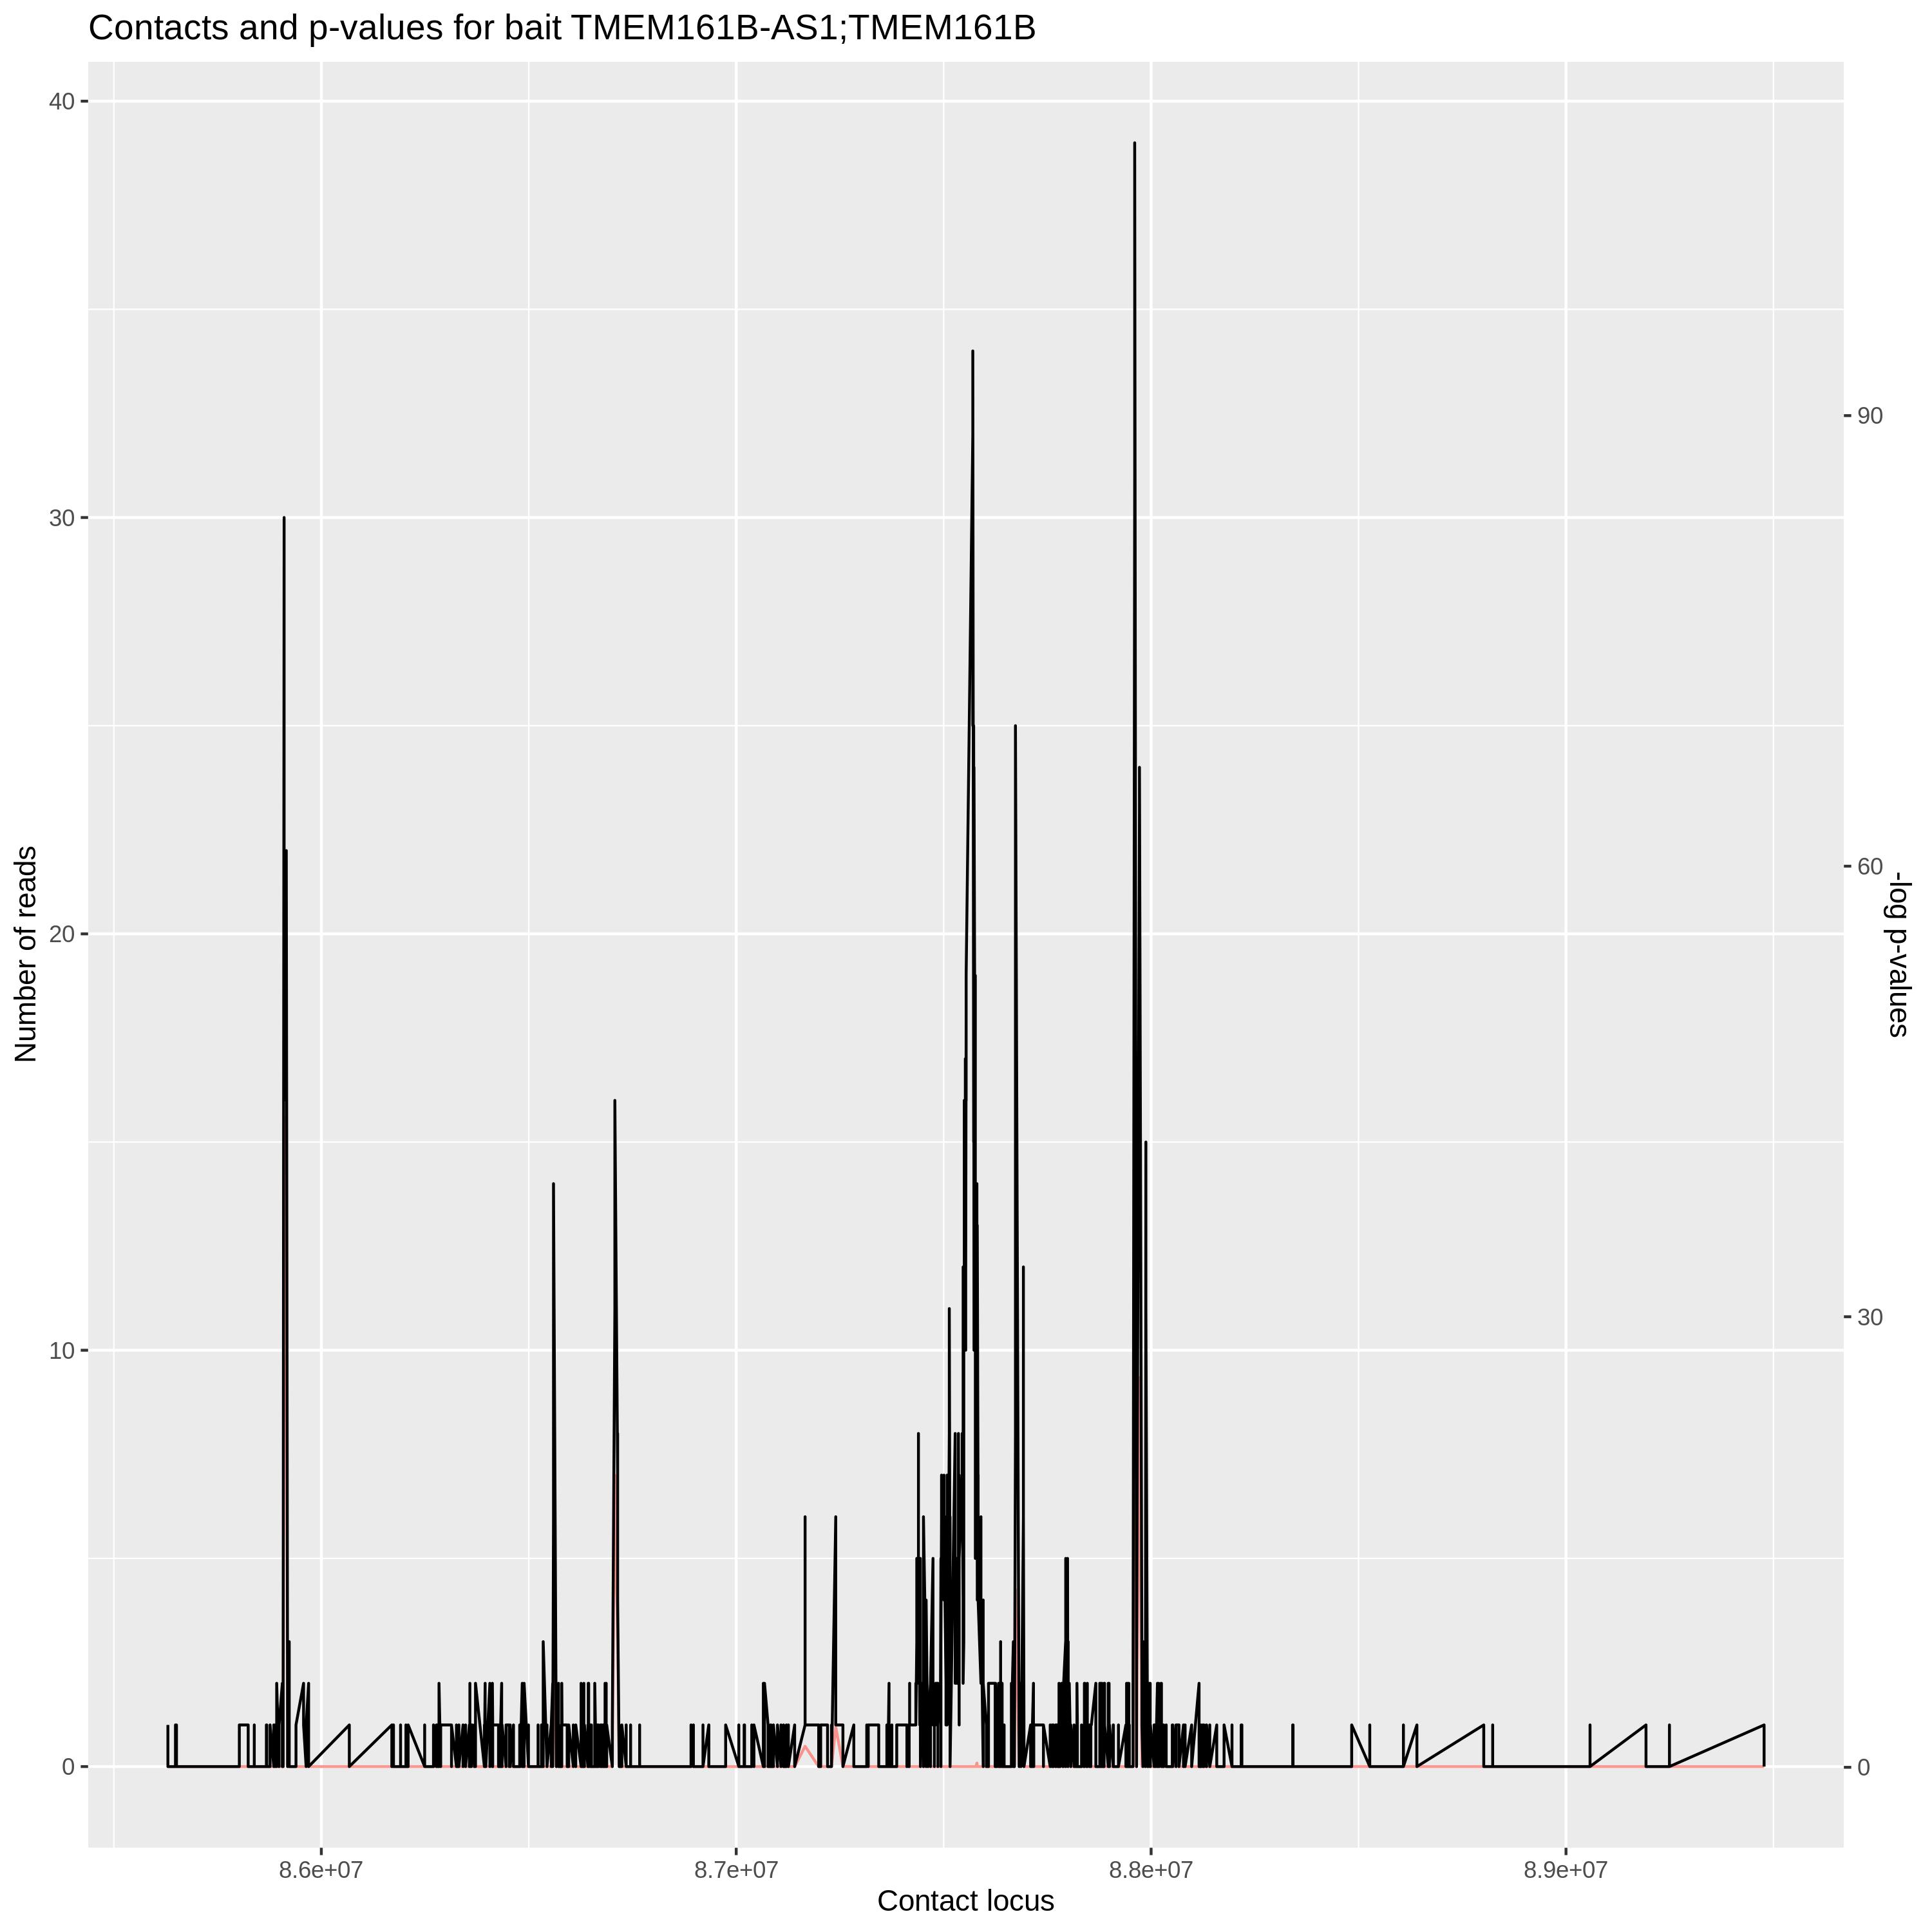 Contacts and p-values for bait TMEM161B-AS1;TMEM161B
40
30
20
10
0
Number of reads
90
60
30
0
-log p-values
8.6e+07
8.7e+07
8.8e+07
8.9e+07
Contact locus